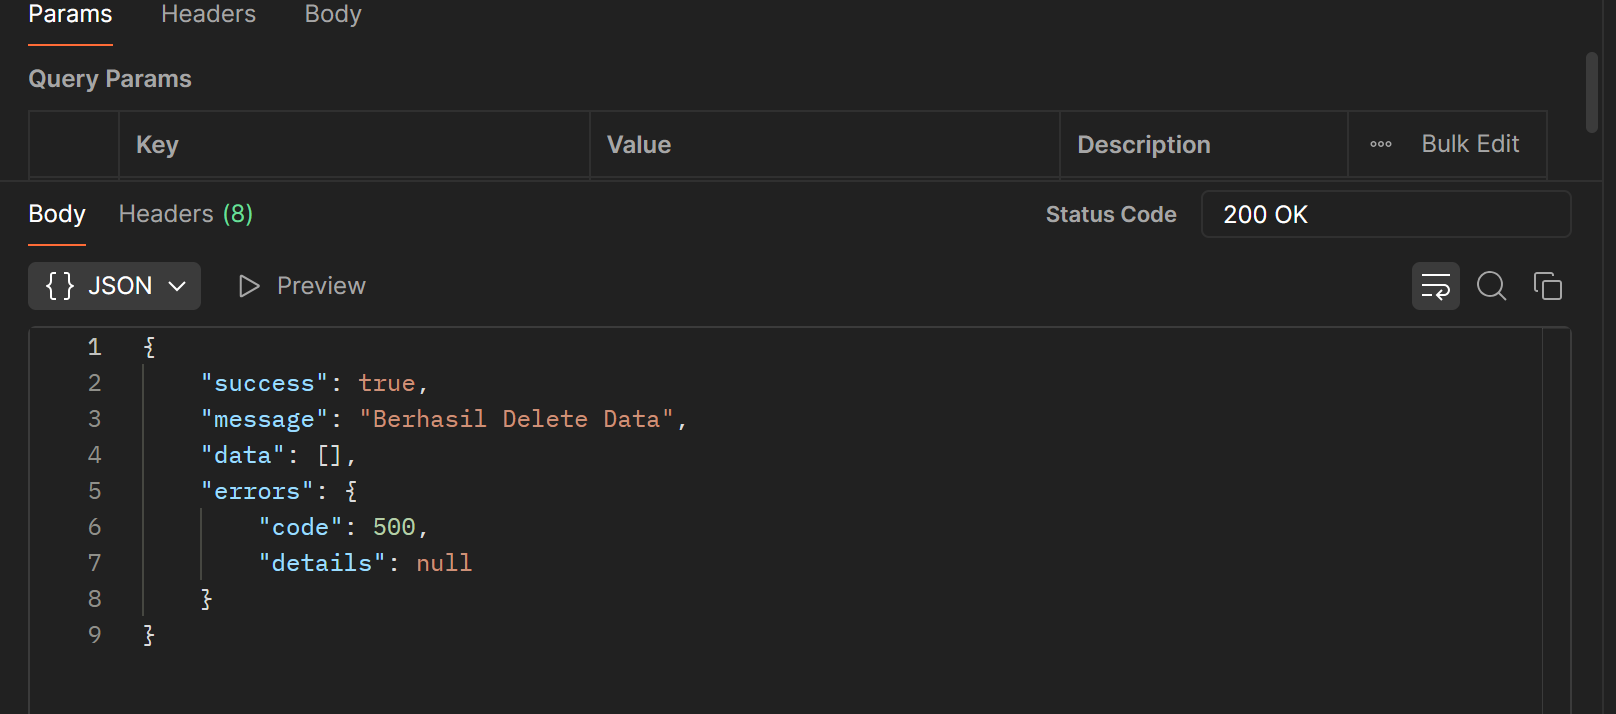 Params Headers Body
Query Params
Key Value Description ooo Bulk Edit
Body Headers (8) Status Code 200 OK
{} JSON Preview
1 {
2 "success": true,
3 "message": "Berhasil Delete Data",
4 "data": [],
5 "errors": {
6 "code": 500,
7 "details": null
8 }
9 }